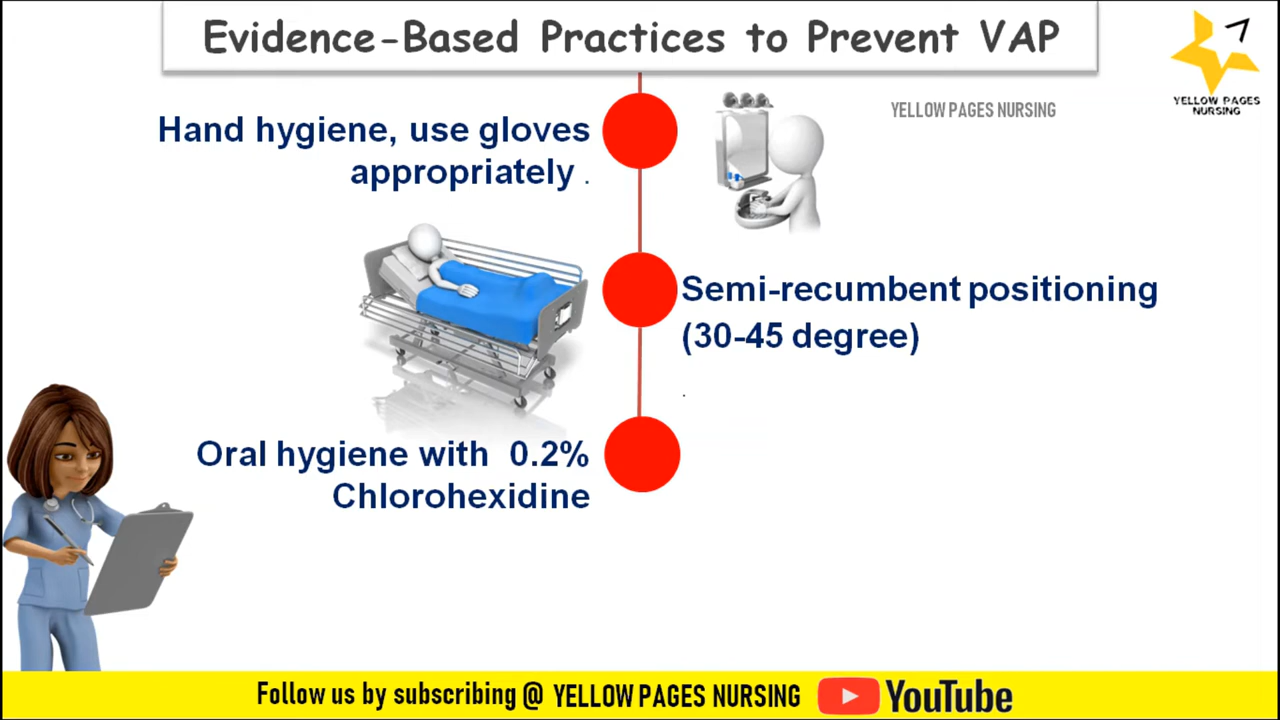 Evidence-Based Practices to Prevent VAP
YELLOW PAGES
NURSING
YELLOW PAGES NURSING
Hand hygiene, use gloves
appropriately .
Semi-recumbent positioning
(30-45 degree)
.
Oral hygiene with 0.2%
Chlorohexidine
Follow us by subscribing @ YELLOW PAGES NURSING YouTube